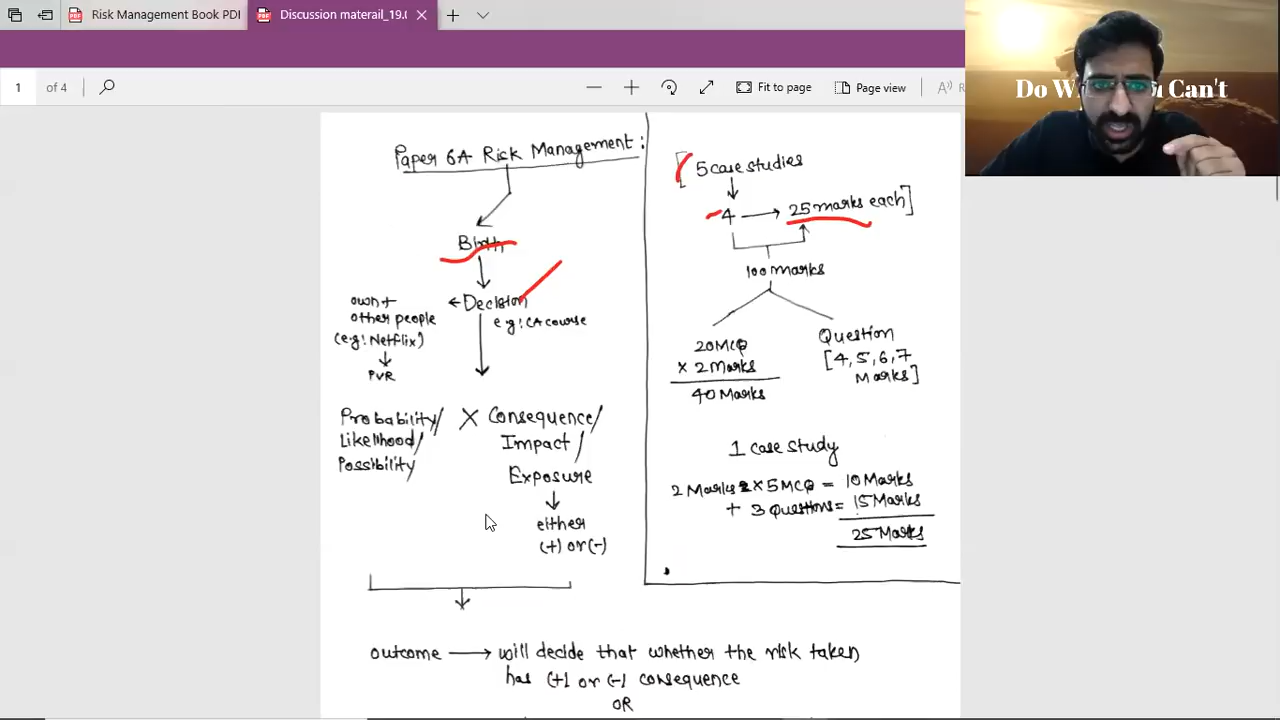 Risk Management Book PDF
Discussion materail_19.0
1 of 4
Fit to page
Page view
Do W
u Can't
Paper 6A Risk Management:
Birth
Decision
e.g: CA course
own +
other people
(e.g: Netflix)
PVR
Probability/
Likelihood/
Possibility
X
Consequence/
Impact/
Exposure
either
(+) or (-)
outcome → will decide that whether the risk taken
has (+) or (-) consequence
OR
[5 case studies
4 → 25 marks each]
100 marks
20 MCQ
x 2 Marks
40 Marks
Question
[4, 5, 6, 7
Marks]
1 case study
2 Marks x 5 MCQ = 10 Marks
+ 3 Questions = 15 Marks
25 Marks